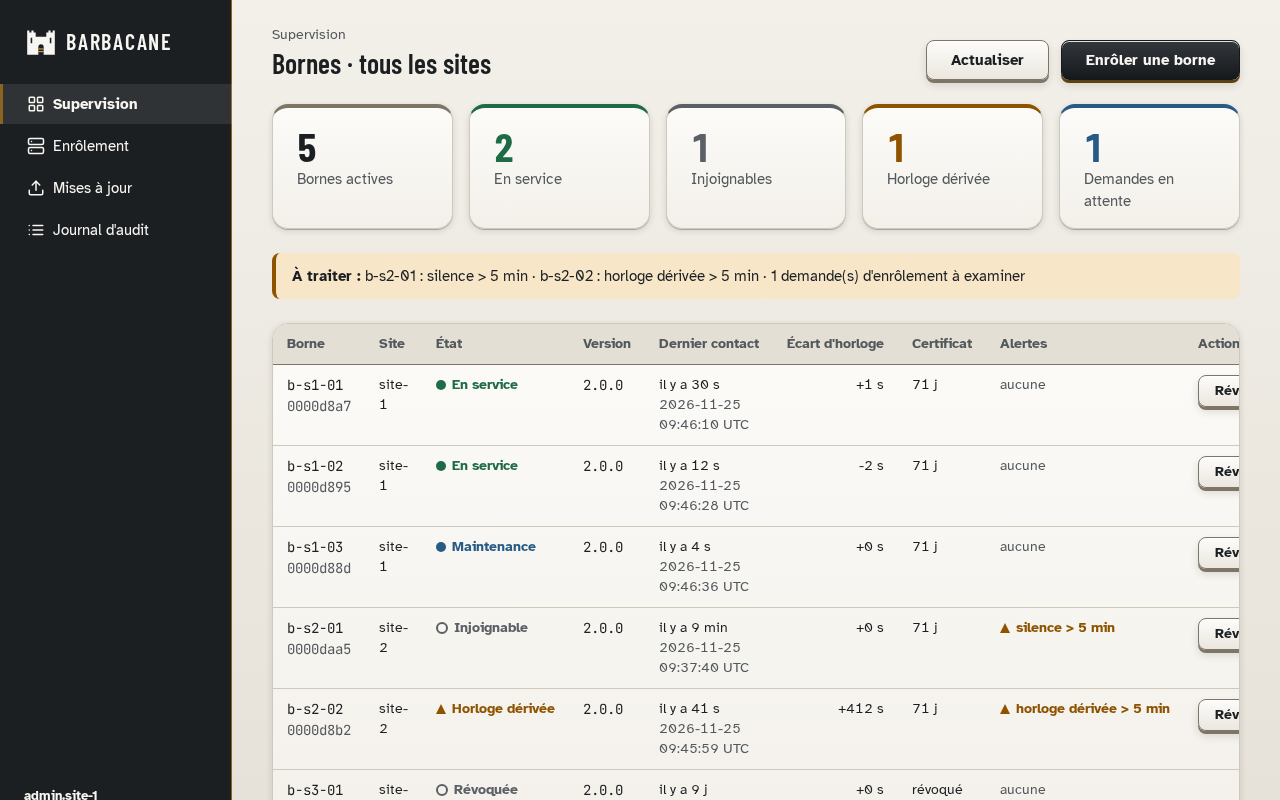 BARBACANE
Supervision
Enrôlement
Mises à jour
Journal d'audit
admin.site-1
Supervision
Bornes · tous les sites
Actualiser
Enrôler une borne
5
Bornes actives
2
En service
1
Injoignables
1
Horloge dérivée
1
Demandes en
attente
À traiter : b-s2-01 : silence > 5 min · b-s2-02 : horloge dérivée > 5 min · 1 demande(s) d'enrôlement à examiner
Borne Site État Version Dernier contact Écart d'horloge Certificat Alertes Action
b-s1-01 site- En service 2.0.0 il y a 30 s +1 s 71 j aucune Rév
0000d8a7 1 2026-11-25
09:46:10 UTC
b-s1-02 site- En service 2.0.0 il y a 12 s -2 s 71 j aucune Rév
0000d895 1 2026-11-25
09:46:28 UTC
b-s1-03 site- Maintenance 2.0.0 il y a 4 s +0 s 71 j aucune Rév
0000d88d 1 2026-11-25
09:46:36 UTC
b-s2-01 site- Injoignable 2.0.0 il y a 9 min +0 s 71 j silence > 5 min Rév
0000daa5 2 2026-11-25
09:37:40 UTC
b-s2-02 site- Horloge dérivée 2.0.0 il y a 41 s +412 s 71 j horloge dérivée > 5 min Rév
0000d8b2 2 2026-11-25
09:45:59 UTC
b-s3-01 site- Révoquée 2.0.0 il y a 9 j +0 s révoqué aucune